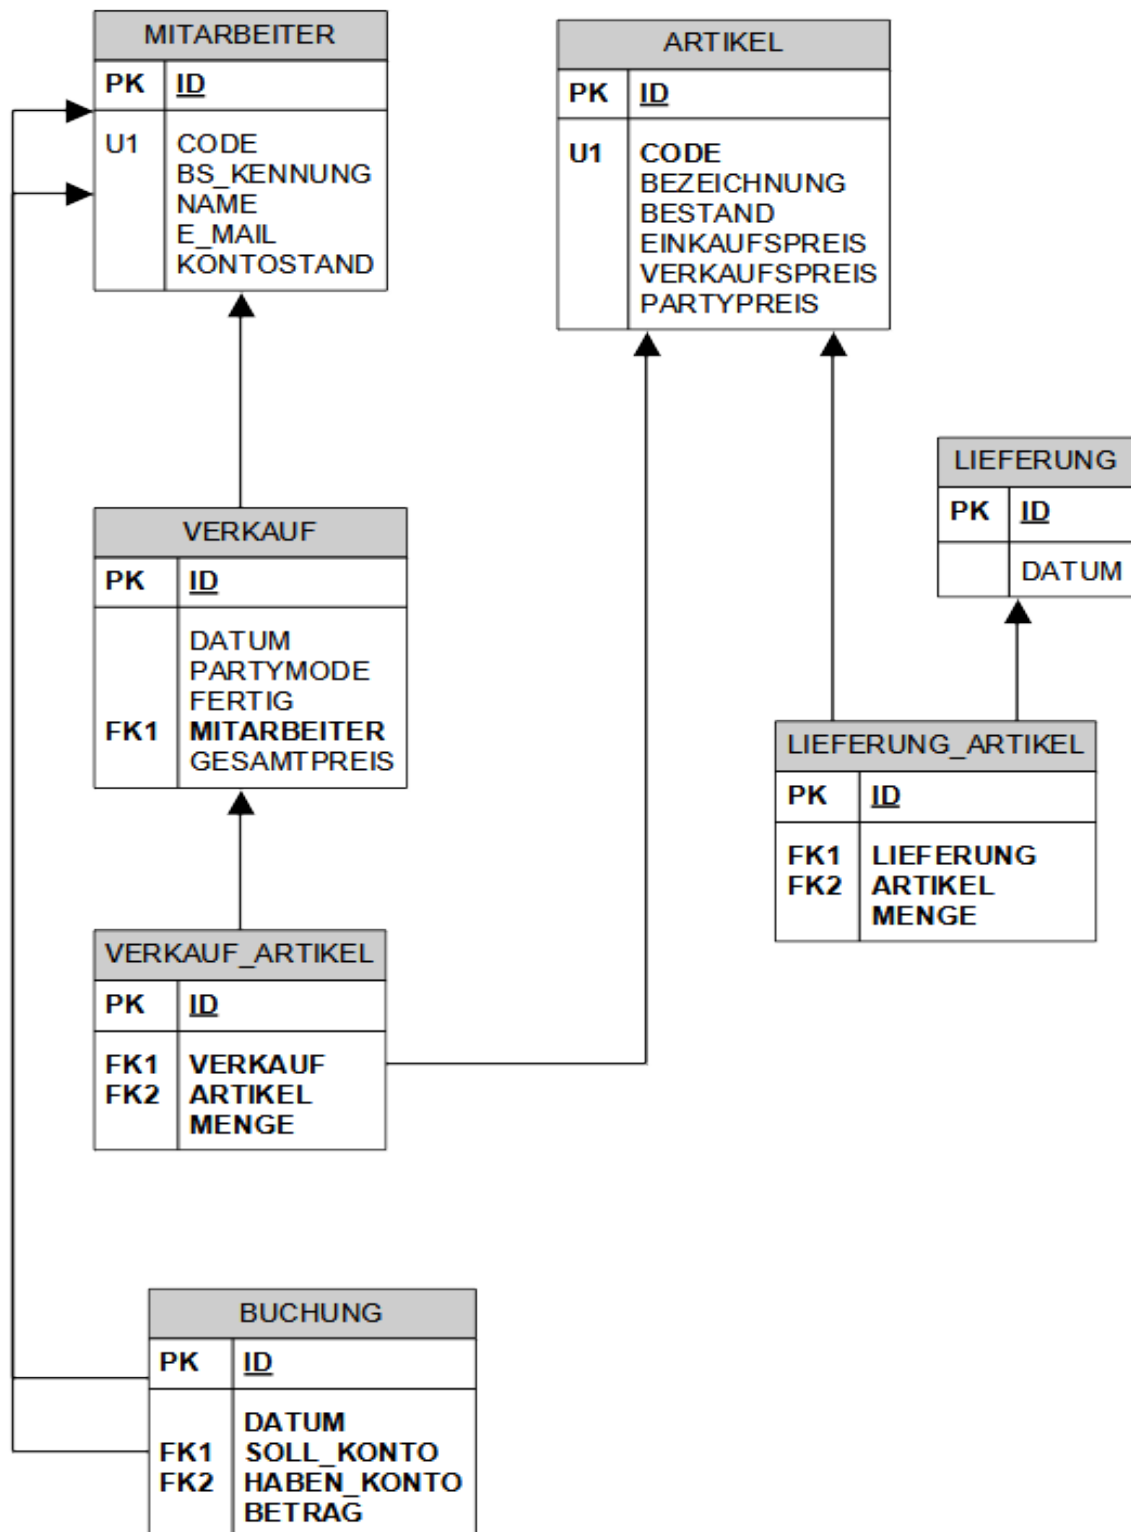 MITARBEITER
PK ID
U1 CODE
BS_KENNUNG
NAME
E_MAIL
KONTOSTAND
ARTIKEL
PK ID
U1 CODE
BEZEICHNUNG
BESTAND
EINKAUFSPREIS
VERKAUFSPREIS
PARTYPREIS
LIEFERUNG
PK ID
DATUM
VERKAUF
PK ID
DATUM
PARTYMODE
FERTIG
FK1 MITARBEITER
GESAMTPREIS
LIEFERUNG_ARTIKEL
PK ID
FK1 LIEFERUNG
FK2 ARTIKEL
MENGE
VERKAUF_ARTIKEL
PK ID
FK1 VERKAUF
FK2 ARTIKEL
MENGE
BUCHUNG
PK ID
DATUM
FK1 SOLL_KONTO
FK2 HABEN_KONTO
BETRAG